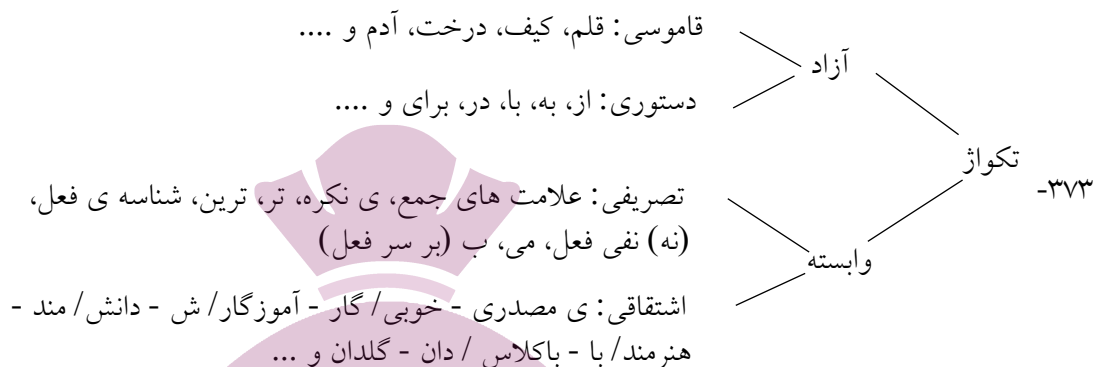 قاموسی: قلم، کیف، درخت، آدم و ....
آزاد
دستوری: از، به، با، در، برای و ....
تکواژ
-۳۷۳
تصریفی: علامت های جمع، ی نکره، تر، ترین، شناسه ی فعل،
(نه) نفی فعل، می، ب (بر سر فعل)
وابسته
اشتقاقی: ی مصدری - خوبی/ گار - آموزگار/ ش - دانش/ مند -
هنرمند/ با - باکلاس / دان - گلدان و ...